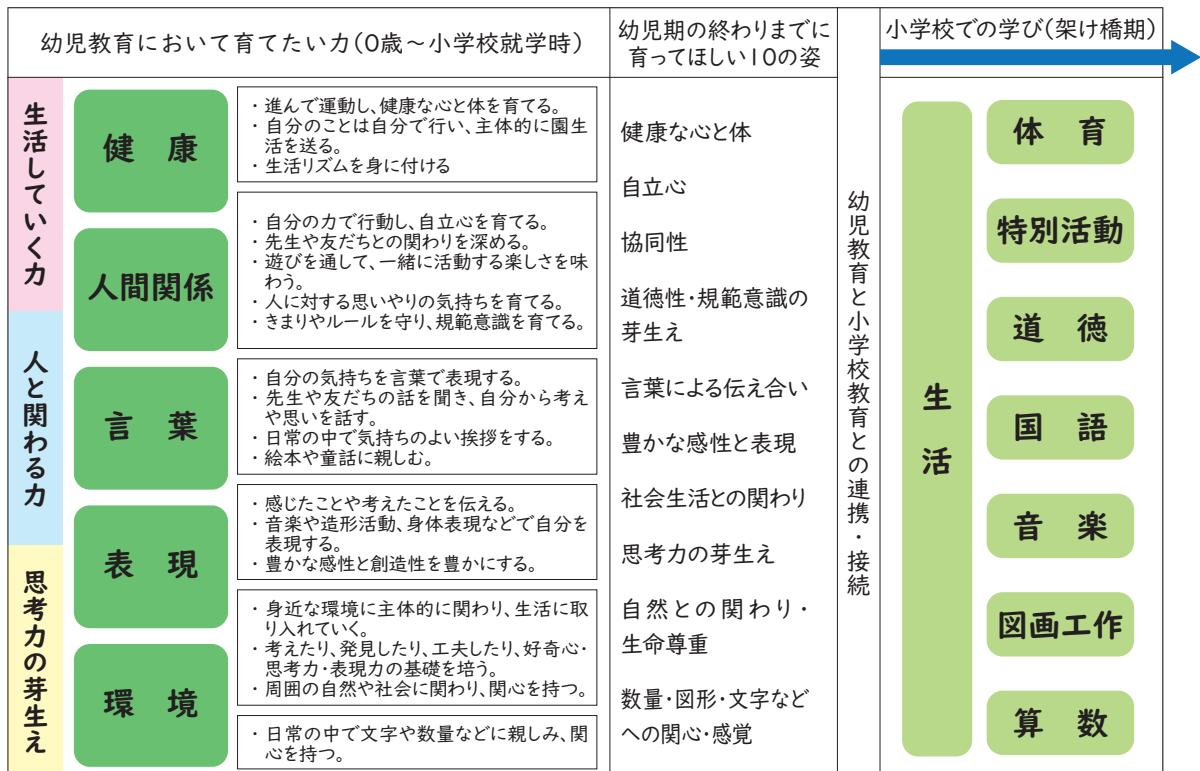 幼児教育において育てたい力(0歳～小学校就学時)
幼児期の終わりまでに
育ってほしい10の姿
小学校での学び(架け橋期)
生活していく力
人と関わる力
思考力の芽生え
健 康
・進んで運動し、健康な心と体を育てる。
・自分のことは自分で行い、主体的に園生
活を送る。
・生活リズムを身に付ける
人間関係
・自分の力で行動し、自立心を育てる。
・先生や友だちとの関わりを深める。
・遊びを通して、一緒に活動する楽しさを味
わう。
・人に対する思いやりの気持ちを育てる。
・きまりやルールを守り、規範意識を育てる。
言 葉
・自分の気持ちを言葉で表現する。
・先生や友だちの話を聞き、自分から考え
や思いを話す。
・日常の中で気持ちのよい挨拶をする。
・絵本や童話に親しむ。
表 現
・感じたことや考えたことを伝える。
・音楽や造形活動、身体表現などで自分を
表現する。
・豊かな感性と創造性を豊かにする。
環 境
・身近な環境に主体的に関わり、生活に取
り入れていく。
・考えたり、発見したり、工夫したり、好奇心・
思考力・表現力の基礎を培う。
・周囲の自然や社会に関わり、関心を持つ。
・日常の中で文字や数量などに親しみ、関
心を持つ。
健康な心と体
自立心
協同性
道徳性・規範意識の
芽生え
言葉による伝え合い
豊かな感性と表現
社会生活との関わり
思考力の芽生え
自然との関わり・
生命尊重
数量・図形・文字など
への関心・感覚
幼児教育と小学校教育との連携・接続
生活
体 育
特別活動
道 徳
国 語
音 楽
図画工作
算 数